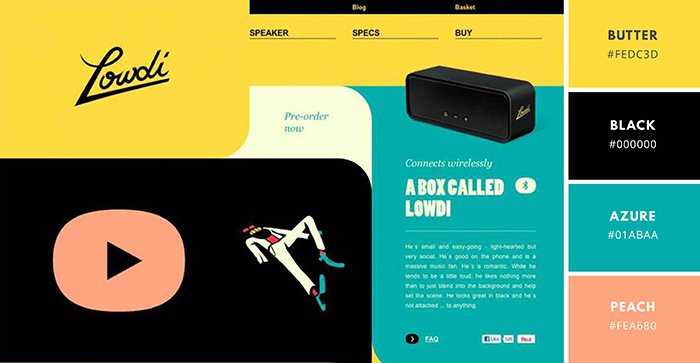 Blog
Basket
SPEAKER
SPECS
BUY
Lowdi
Pre-order
now
Lowdi
Connects wirelessly
A BOX CALLED
LOWDI
He's small and easy-going - light-hearted but
very social. He's good on the phone and is a
massive music fan. He's a romantic. While he
tends to be a little loud, he likes nothing more
than to just blend into the background and help
set the scene. He looks great in black and he's
not attached ... to anything.
FAQ
Like
526
Pin it
BUTTER
#FEDC3D
BLACK
#000000
AZURE
#01ABAA
PEACH
#FEA680